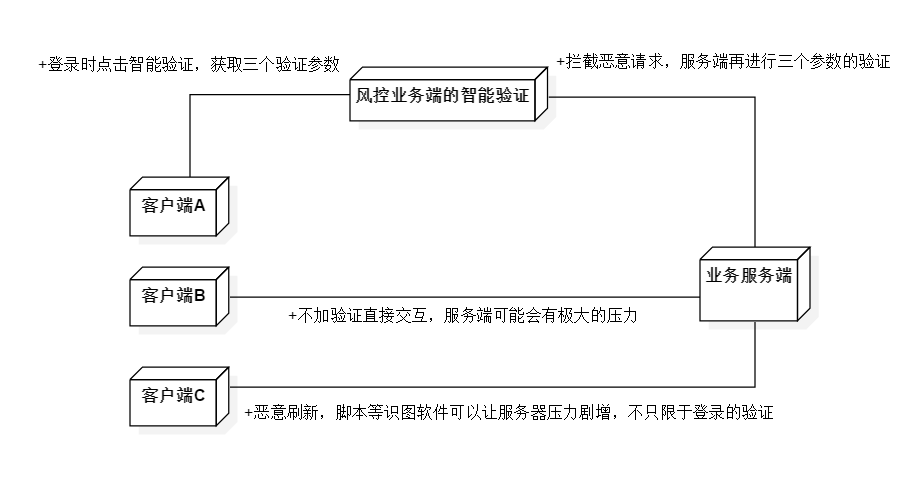 +登录时点击智能验证，获取三个验证参数
+拦截恶意请求，服务端再进行三个参数的验证
风控业务端的智能验证
客户端A
业务服务端
客户端B
+不加验证直接交互，服务端可能会有极大的压力
客户端C
+恶意刷新，脚本等识图软件可以让服务器压力剧增，不只限于登录的验证